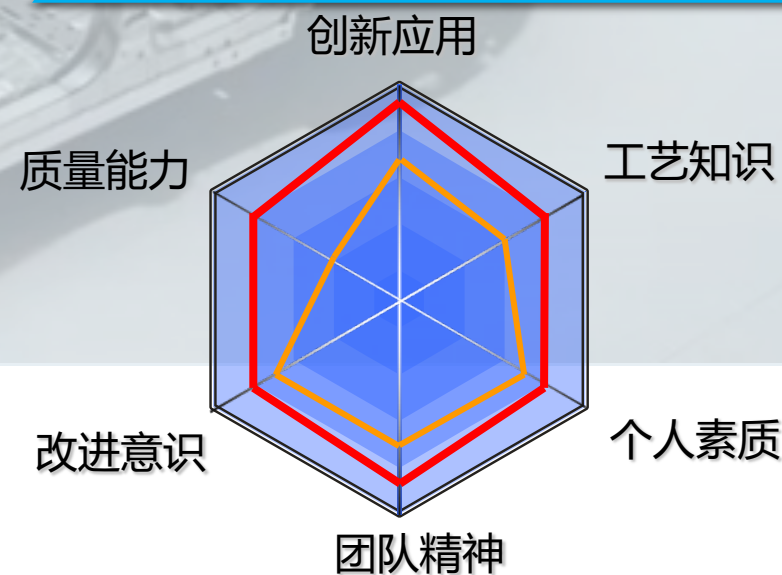 创新应用
质量能力
工艺知识
改进意识
个人素质
团队精神